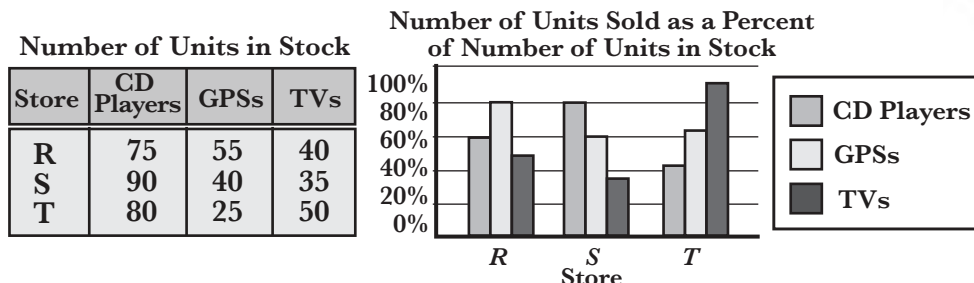 Number of Units in Stock
Store CD Players GPSs TVs
R 75 55 40
S 90 40 35
T 80 25 50
Number of Units Sold as a Percent
of Number of Units in Stock
100%
80%
60%
40%
20%
0%
R S T
Store
CD Players
GPSs
TVs